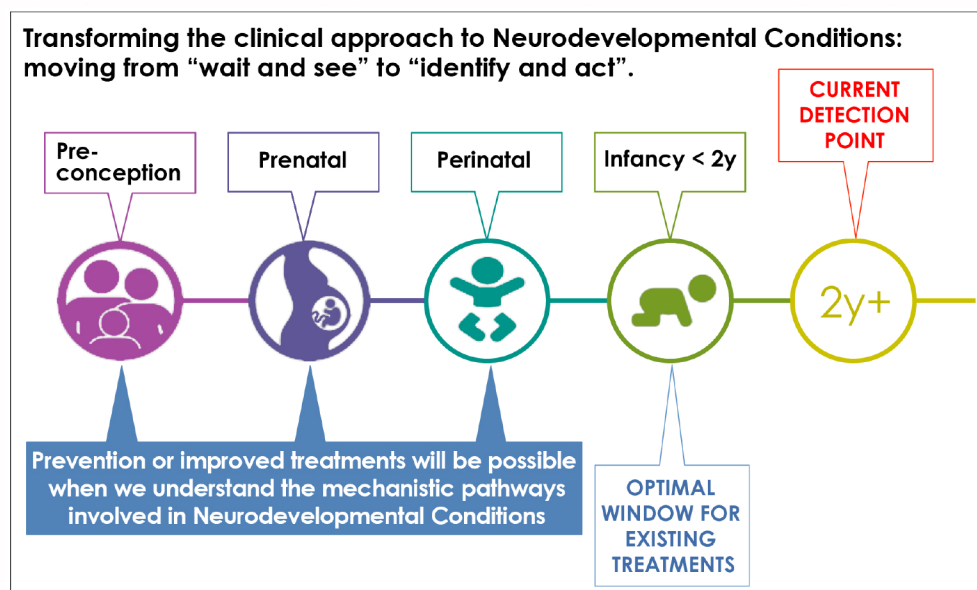 Transforming the clinical approach to Neurodevelopmental Conditions:
moving from “wait and see” to “identify and act”.
CURRENT
DETECTION
POINT
Pre-
conception
Prenatal
Perinatal
Infancy < 2y
2y+
Prevention or improved treatments will be possible
when we understand the mechanistic pathways
involved in Neurodevelopmental Conditions
OPTIMAL
WINDOW FOR
EXISTING
TREATMENTS